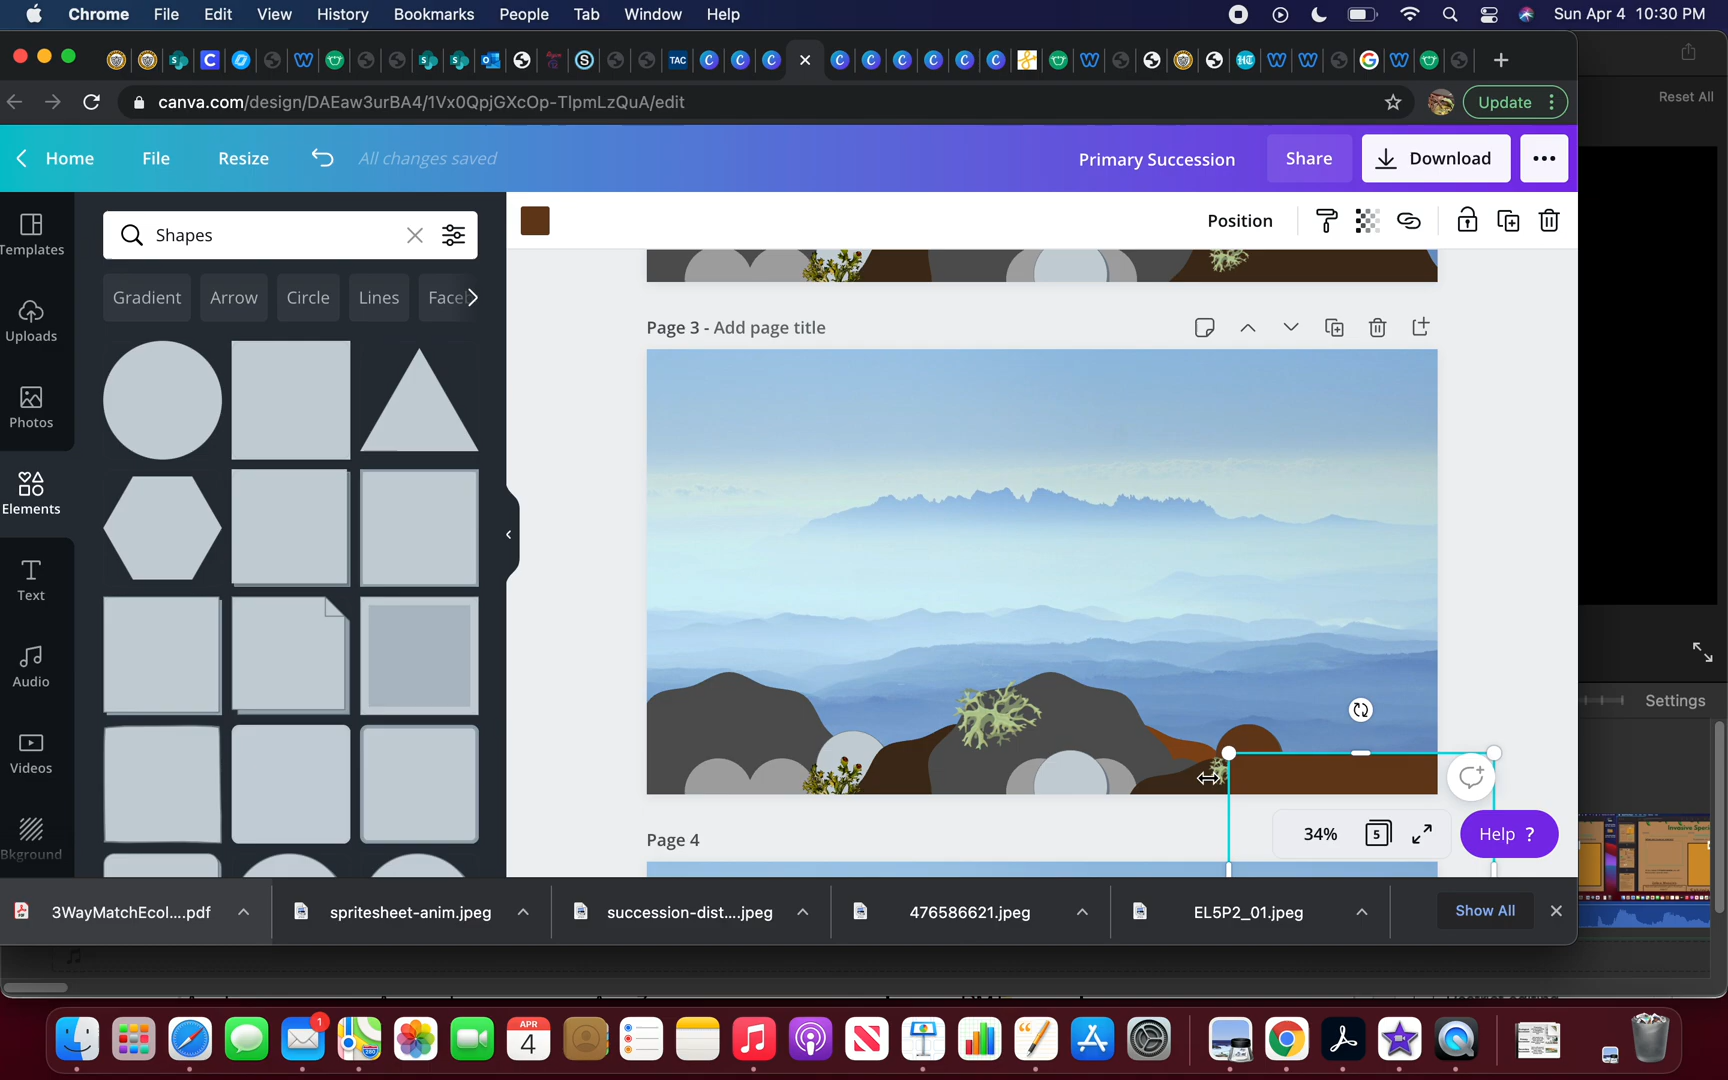 Chrome File Edit View History Bookmarks People Tab Window Help Sun Apr 4 10:30 PM
TAC
canva.com/design/DAEaw3urBA4/1Vx0QpjGXcOp-TlpmLzQuA/edit Update
Reset All
Home File Resize All changes saved Primary Succession Share Download
Shapes
Position
Templates
Uploads
Photos
Elements
Text
Audio
Videos
Bkground
Gradient Arrow Circle Lines Faceb
Page 3 - Add page title
Page 4
34% 5 Help ?
Settings
3WayMatchEcol....pdf spritesheet-anim.jpeg succession-dist....jpeg 476586621.jpeg EL5P2_01.jpeg Show All
1
APR
4
280